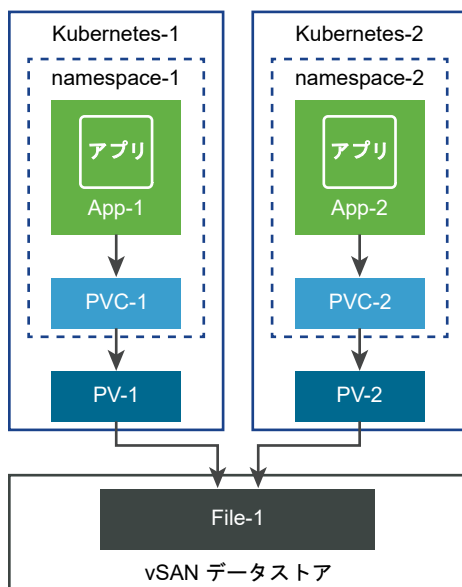 Kubernetes-1
namespace-1
アプリ
App-1
PVC-1
PV-1
Kubernetes-2
namespace-2
アプリ
App-2
PVC-2
PV-2
File-1
vSAN データストア